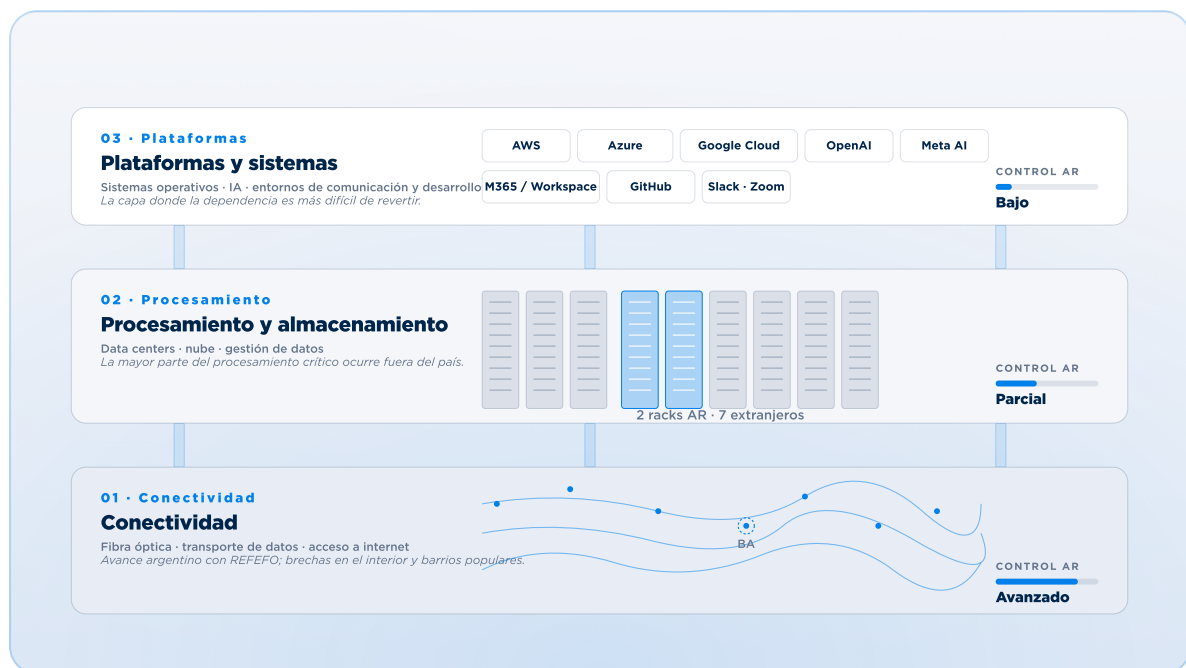 03 · Plataformas
Plataformas y sistemas
Sistemas operativos · IA · entornos de comunicación y desarrollo
La capa donde la dependencia es más difícil de revertir.
AWS
Azure
Google Cloud
OpenAI
Meta AI
M365 / Workspace
GitHub
Slack · Zoom
CONTROL AR
Bajo
02 · Procesamiento
Procesamiento y almacenamiento
Data centers · nube · gestión de datos
La mayor parte del procesamiento crítico ocurre fuera del país.
2 racks AR · 7 extranjeros
CONTROL AR
Parcial
01 · Conectividad
Conectividad
Fibra óptica · transporte de datos · acceso a internet
Avance argentino con REFEFO; brechas en el interior y barrios populares.
BA
CONTROL AR
Avanzado